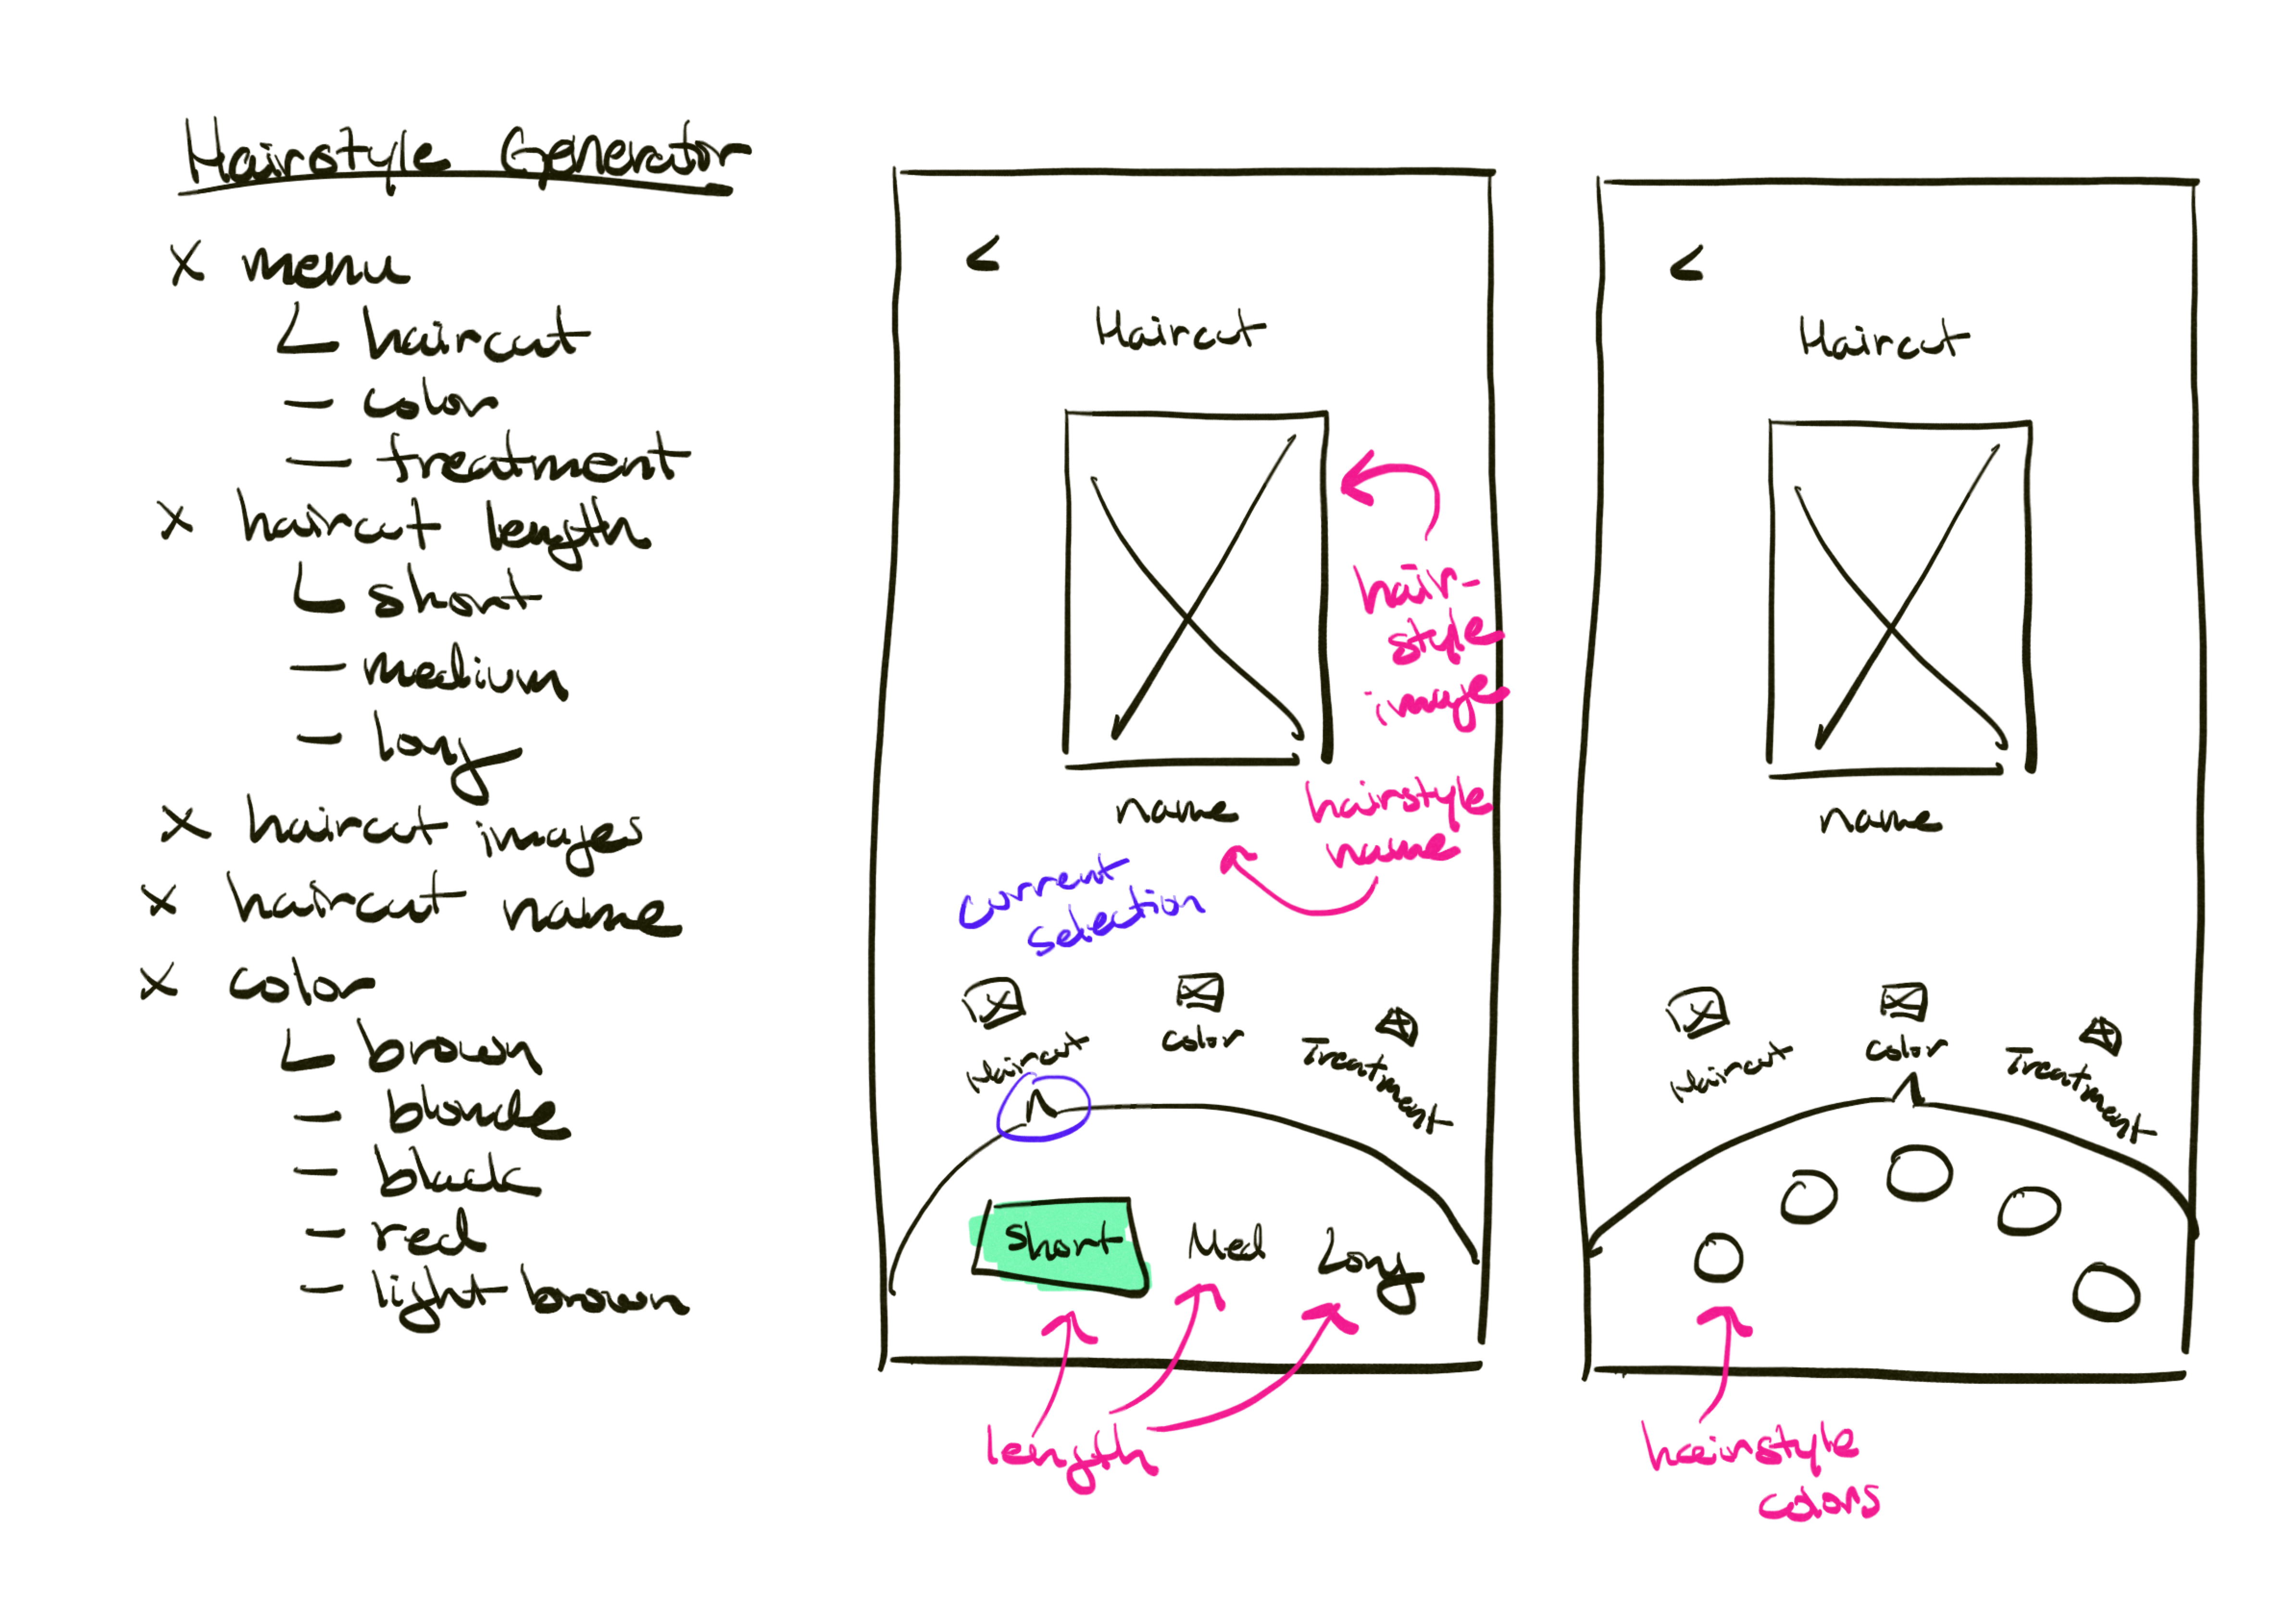 Hairstyle Generator
x menu
haircut
- color
- treatment
x haircut length
short
- medium
- long
x haircut images
x haircut name
x color
brown
- blonde
- black
- red
- light brown
<
Haircut
hair-
style
image
name
hairstyle
name
current
selection
Haircut
color
Treatment
Short
Med
Long
length
<
Haircut
name
Haircut
color
Treatment
hairstyle
colors